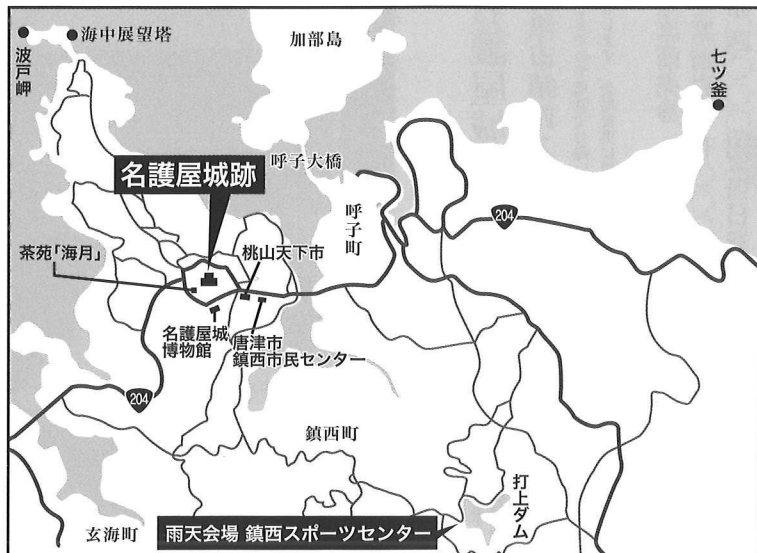 海中展望塔
加部島
波戸岬
七ツ釜
呼子大橋
名護屋城跡
呼子町
204
茶苑「海月」
桃山天下市
名護屋城
博物館
唐津市
鎮西市民センター
204
鎮西町
打上ダム
玄海町
雨天会場 鎮西スポーツセンター